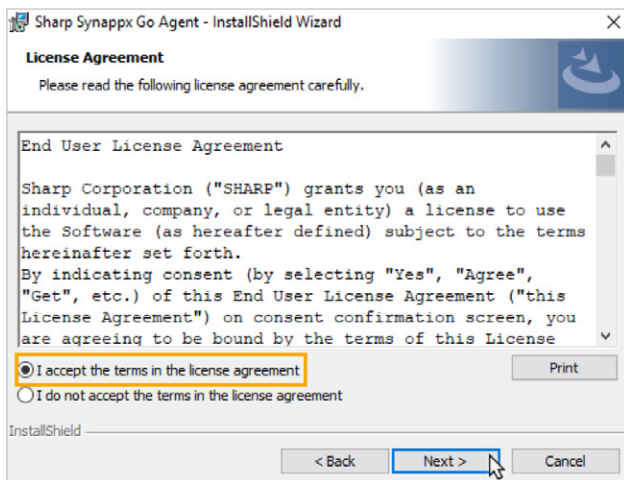 Sharp Synappx Go Agent - InstallShield Wizard
License Agreement
Please read the following license agreement carefully.
End User License Agreement
Sharp Corporation ("SHARP") grants you (as an
individual, company, or legal entity) a license to use
the Software (as hereafter defined) subject to the terms
hereinafter set forth.
By indicating consent (by selecting "Yes", "Agree",
"Get", etc.) of this End User License Agreement ("this
License Agreement") on consent confirmation screen, you
are agreeing to be bound by the terms of this License
I accept the terms in the license agreement
Print
I do not accept the terms in the license agreement
InstallShield
< Back
Next >
Cancel